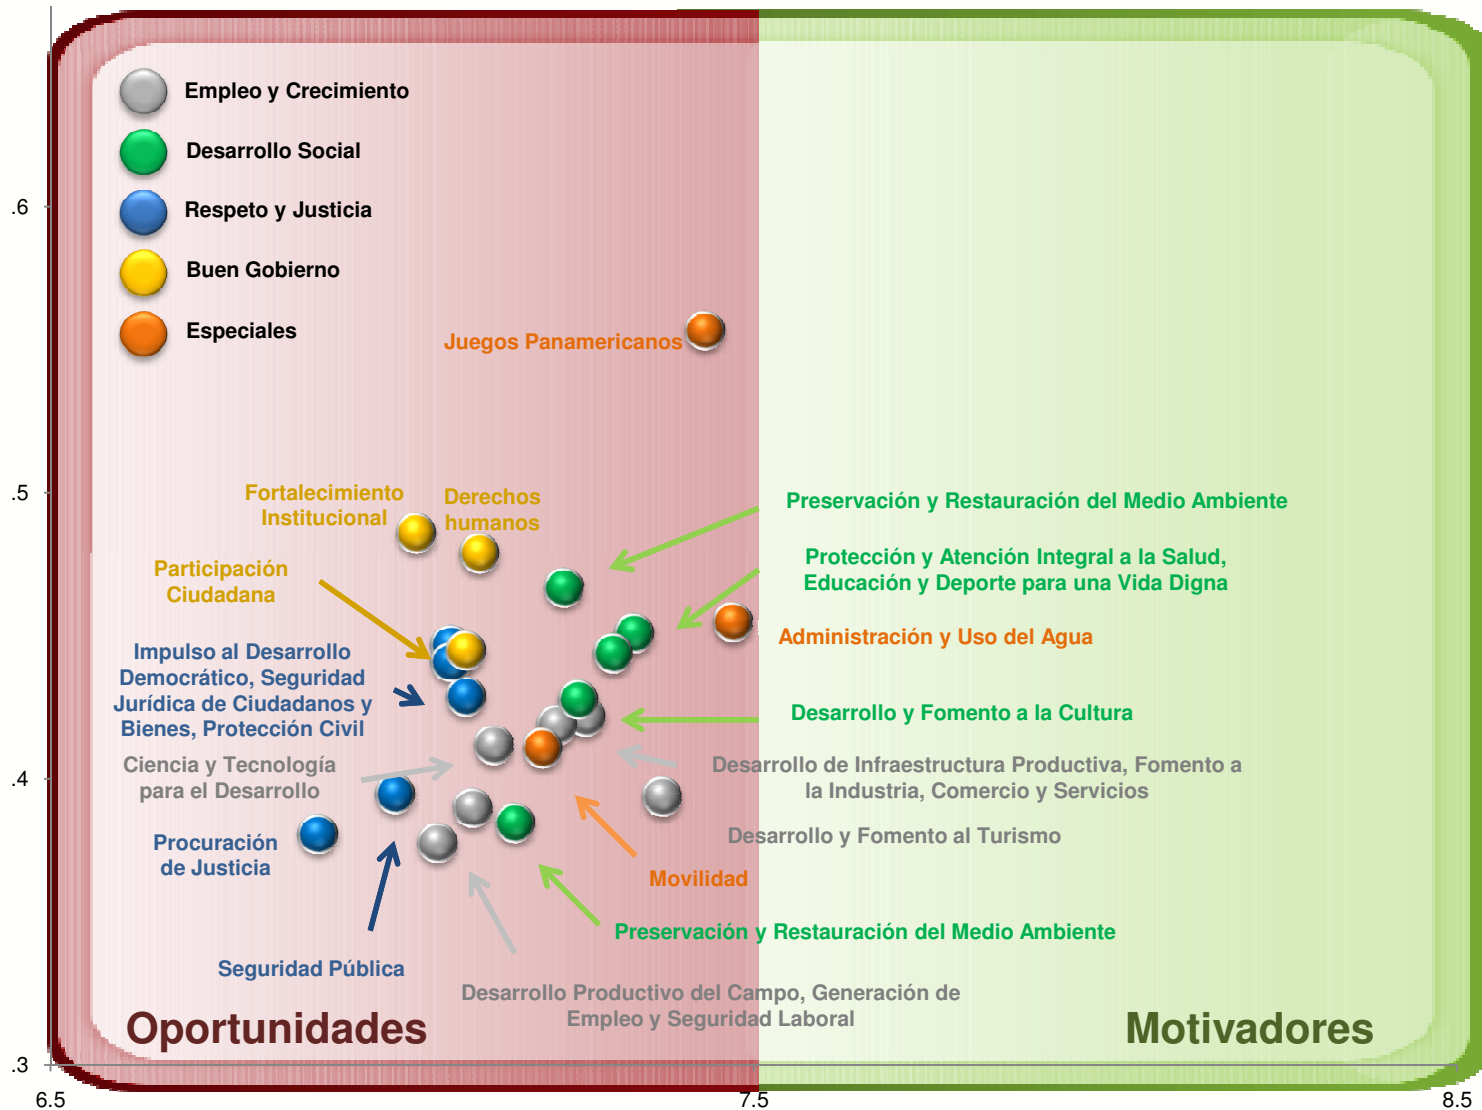 Empleo y Crecimiento
Desarrollo Social
.6
Respeto y Justicia
Buen Gobierno
Especiales
Juegos Panamericanos
.5
Fortalecimiento
Institucional
Derechos
humanos
Preservación y Restauración del Medio Ambiente
Protección y Atención Integral a la Salud,
Educación y Deporte para una Vida Digna
Participación
Ciudadana
Administración y Uso del Agua
Impulso al Desarrollo
Democrático, Seguridad
Jurídica de Ciudadanos y
Bienes, Protección Civil
Desarrollo y Fomento a la Cultura
.4
Ciencia y Tecnología
para el Desarrollo
Desarrollo de Infraestructura Productiva, Fomento a
la Industria, Comercio y Servicios
Desarrollo y Fomento al Turismo
Procuración
de Justicia
Movilidad
Preservación y Restauración del Medio Ambiente
Seguridad Pública
Desarrollo Productivo del Campo, Generación de
Empleo y Seguridad Laboral
Oportunidades
Motivadores
.3
6.5
7.5
8.5